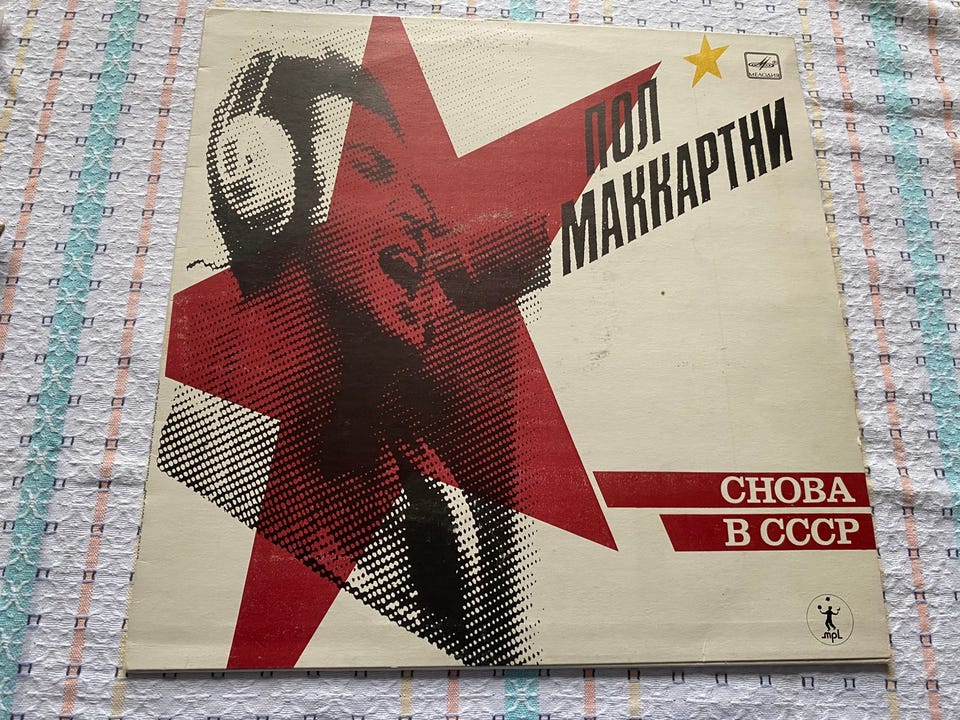 МЕЛОДИЯ
ПОЛ
МАККАРТНИ
СНОВА
В СССР
mpl